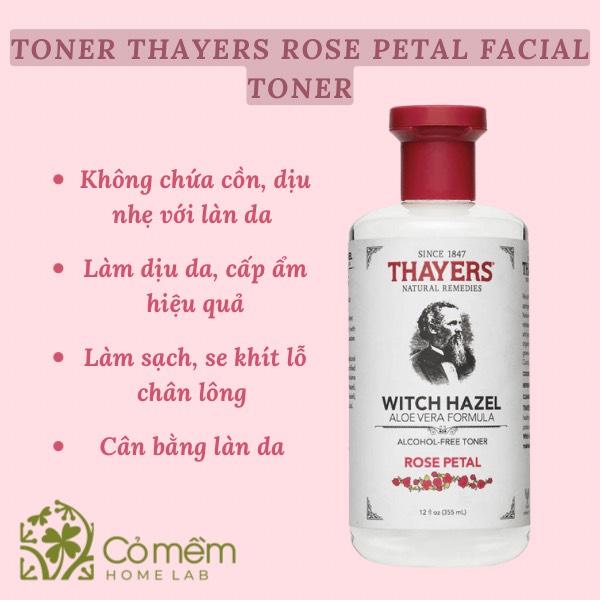 TONER THAYERS ROSE PETAL FACIAL
TONER
• Không chứa cồn, dịu
nhẹ với làn da
• Làm dịu da, cấp ẩm
hiệu quả
• Làm sạch, se khít lỗ
chân lông
• Cân bằng làn da
SINCE 1847
THAYERS
NATURAL REMEDIES
WITCH HAZEL
ALOE VERA FORMULA
ALCOHOL-FREE TONER
ROSE PETAL
12 fl oz (355 mL)
Cỏ mềm
HOME LAB